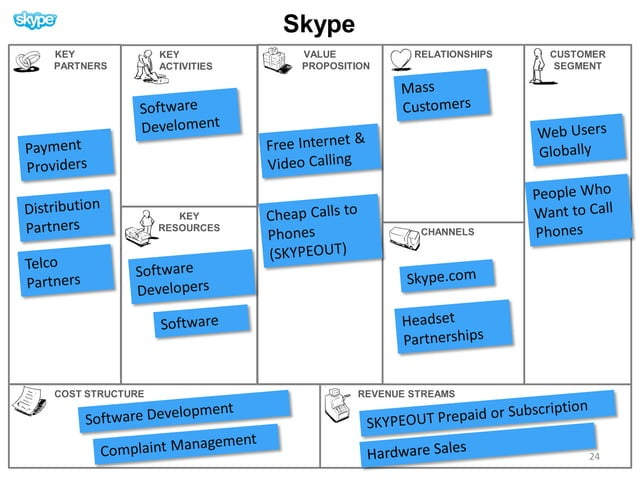 skype
Skype
KEY
PARTNERS
Payment
Providers
Distribution
Partners
Telco
Partners
KEY
ACTIVITIES
Software
Develoment
KEY
RESOURCES
Software
Developers
Software
VALUE
PROPOSITION
Free Internet &
Video Calling
Cheap Calls to
Phones
(SKYPEOUT)
RELATIONSHIPS
Mass
Customers
CHANNELS
Skype.com
Headset
Partnerships
CUSTOMER
SEGMENT
Web Users
Globally
People Who
Want to Call
Phones
COST STRUCTURE
Software Development
Complaint Management
REVENUE STREAMS
SKYPEOUT Prepaid or Subscription
Hardware Sales
24